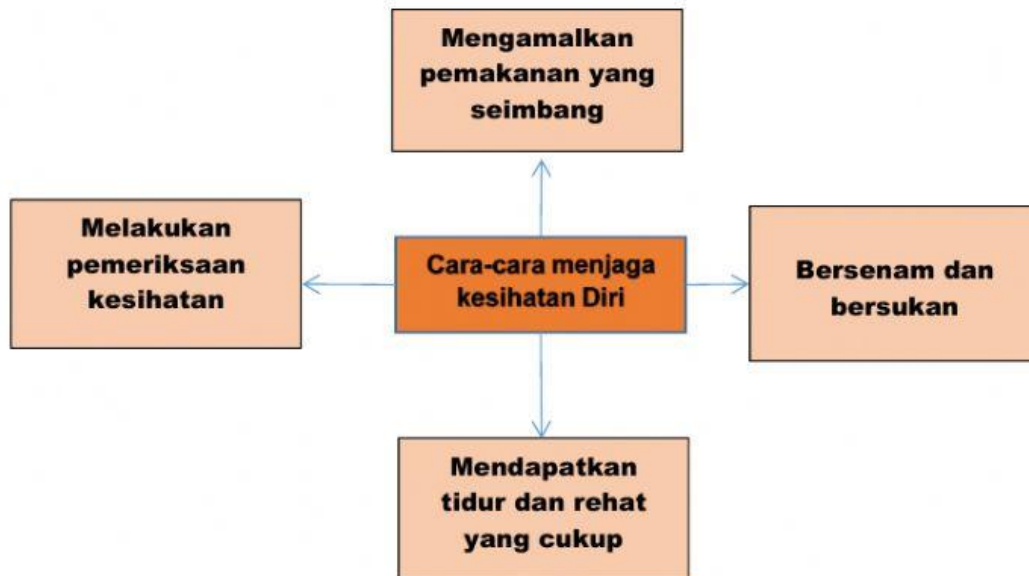 Mengamalkan
pemakanan yang
seimbang
Melakukan
pemeriksaan
kesihatan
Cara-cara menjaga
kesihatan Diri
Bersenam dan
bersukan
Mendapatkan
tidur dan rehat
yang cukup